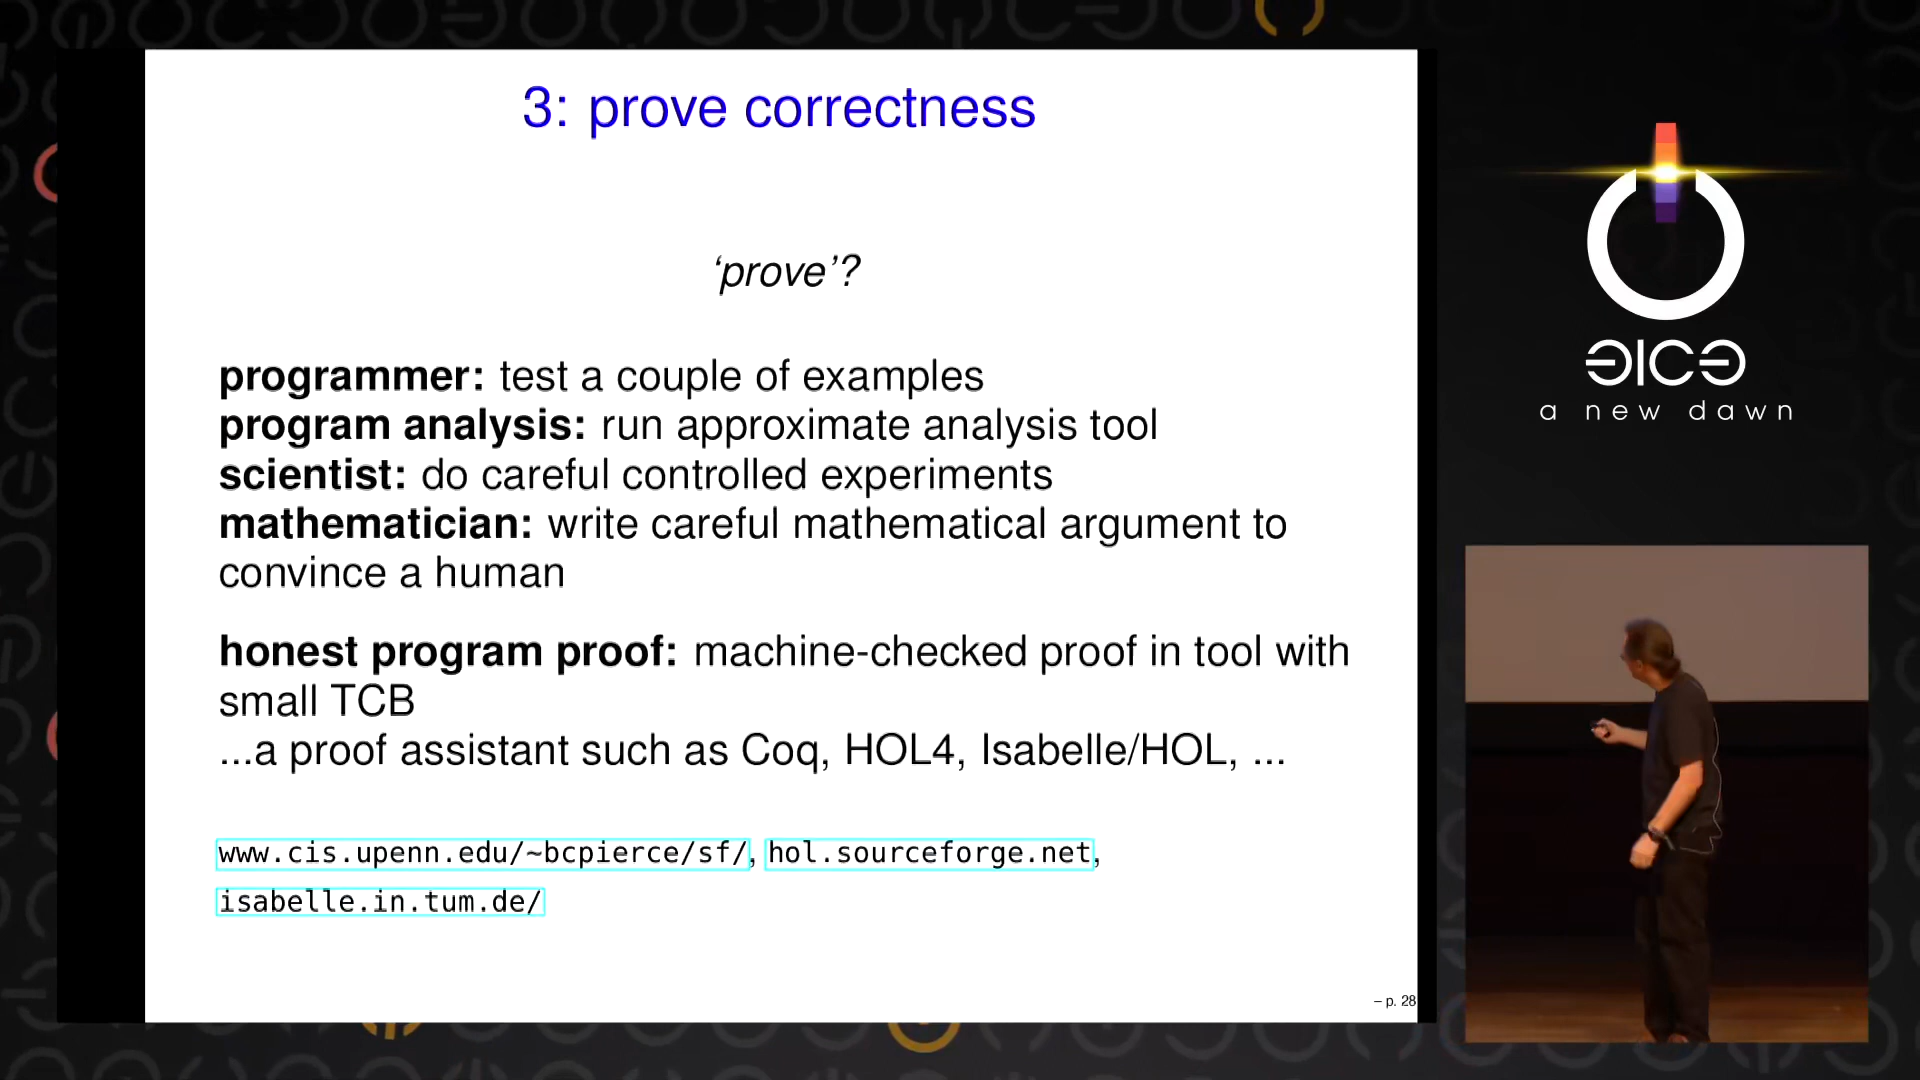 3: prove correctness
‘prove’?
programmer: test a couple of examples
program analysis: run approximate analysis tool
scientist: do careful controlled experiments
mathematician: write careful mathematical argument to
convince a human
honest program proof: machine-checked proof in tool with
small TCB
...a proof assistant such as Coq, HOL4, Isabelle/HOL, ...
www.cis.upenn.edu/~bcpierce/sf/, hol.sourceforge.net,
isabelle.in.tum.de/
– p. 28
a new dawn